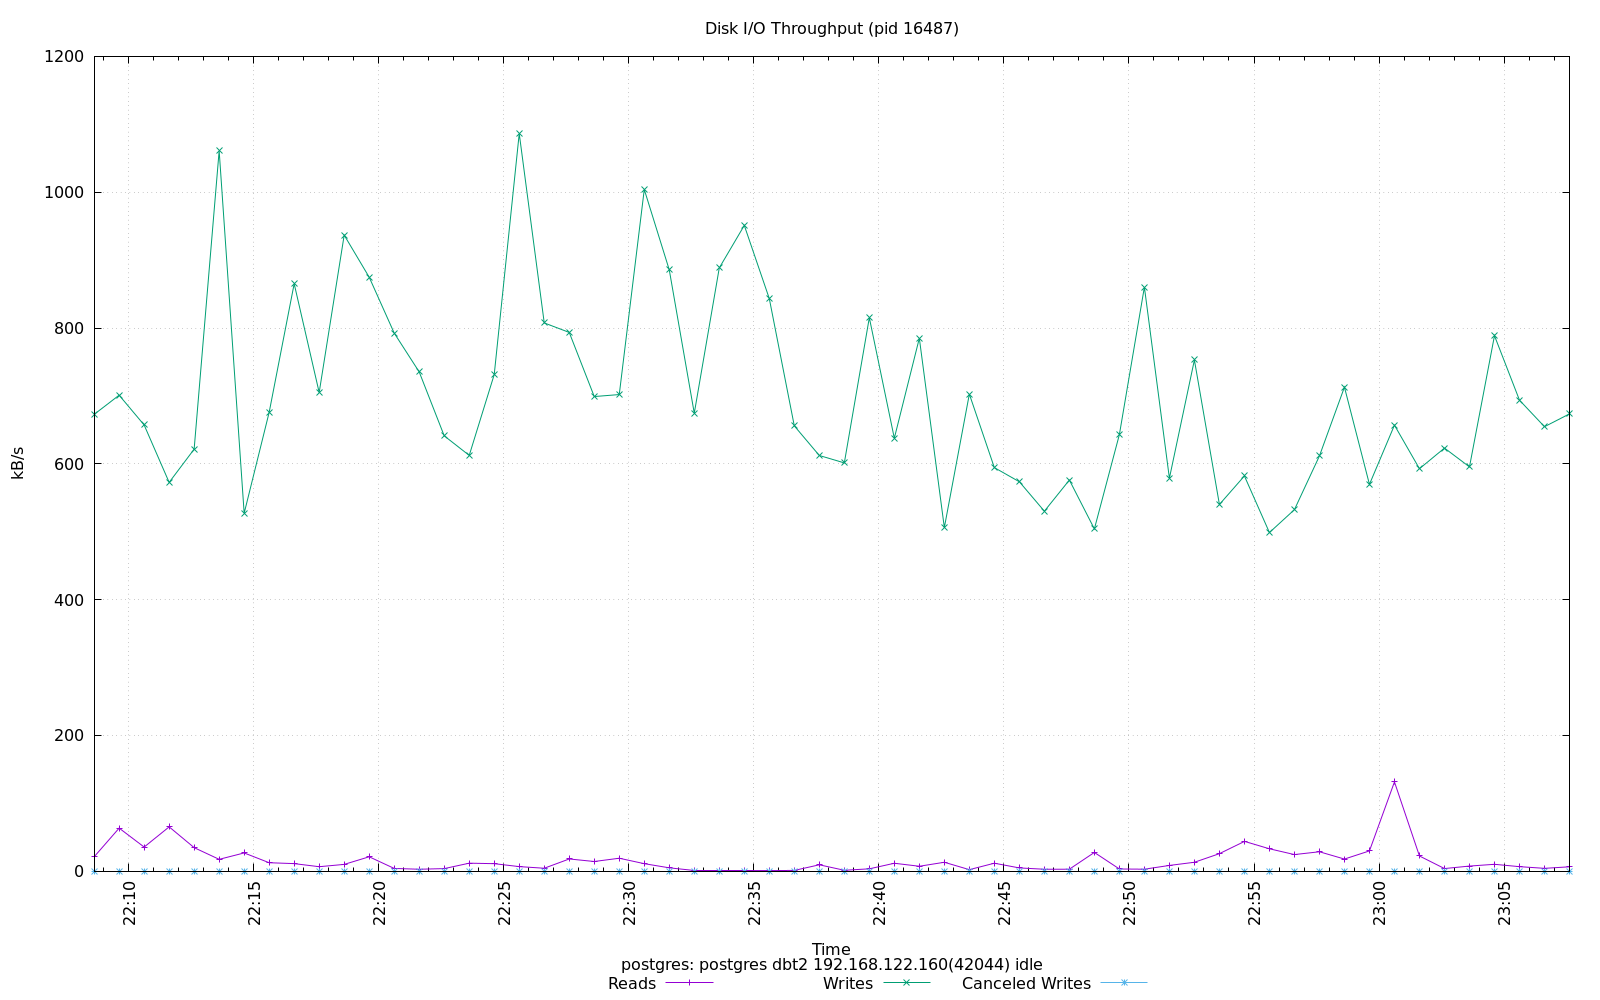 Disk I/O Throughput (pid 16487)
1200
1000
800
600
400
200
0
kB/s
22:10 22:15 22:20 22:25 22:30 22:35 22:40 22:45 22:50 22:55 23:00 23:05
Time
postgres: postgres dbt2 192.168.122.160(42044) idle
Reads Writes Canceled Writes